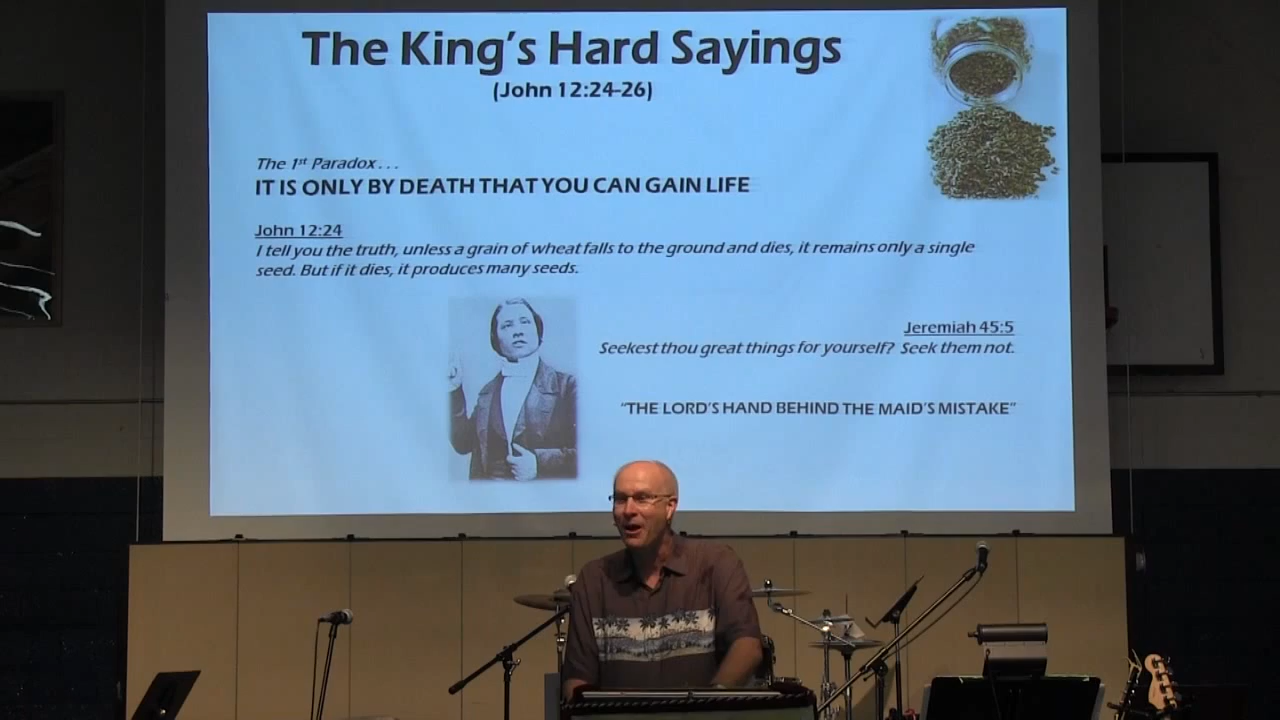 The King's Hard Sayings
(John 12:24-26)
The 1st Paradox . . .
IT IS ONLY BY DEATH THAT YOU CAN GAIN LIFE
John 12:24
I tell you the truth, unless a grain of wheat falls to the ground and dies, it remains only a single
seed. But if it dies, it produces many seeds.
Jeremiah 45:5
Seekest thou great things for yourself? Seek them not.
“THE LORD’S HAND BEHIND THE MAID’S MISTAKE”